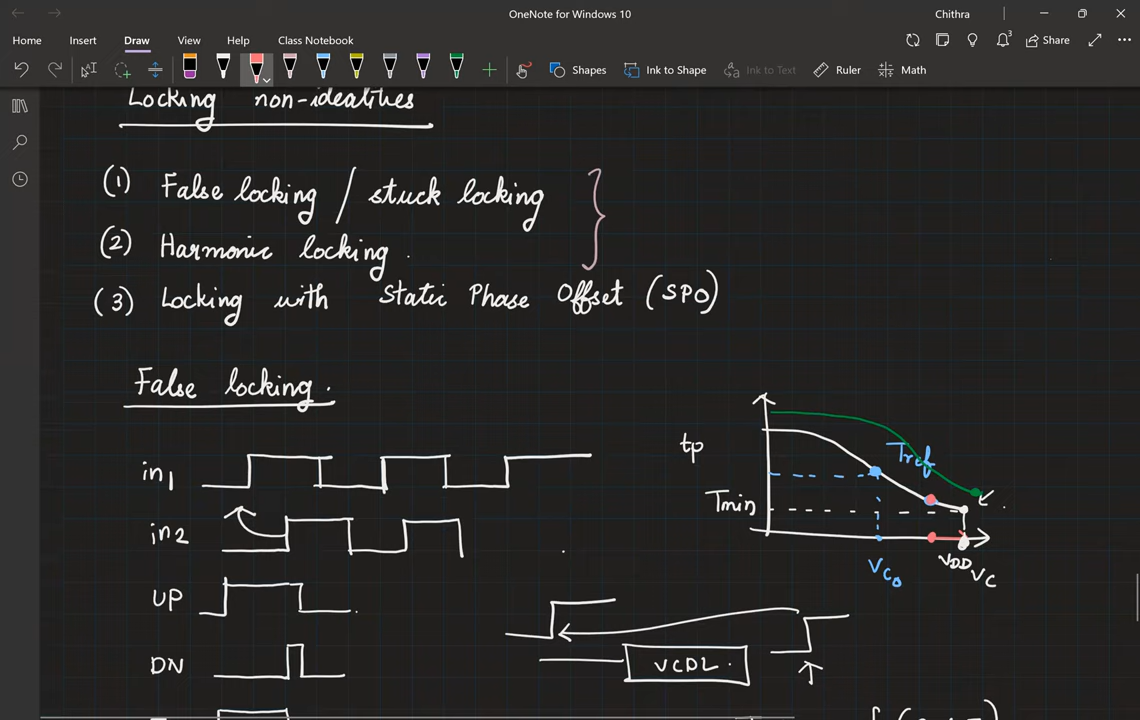 OneNote for Windows 10
Chithra
Home Insert Draw View Help Class Notebook
3 Share
Shapes Ink to Shape Ink to Text Ruler Math
Locking non-idealities
(1) False locking / stuck locking
(2) Harmonic locking.
(3) Locking with Static Phase Offset (SPO)
False locking.
in1
in2
UP
DN
tp
Tref
Tmin
VC0
VDD
VC
VCDL.